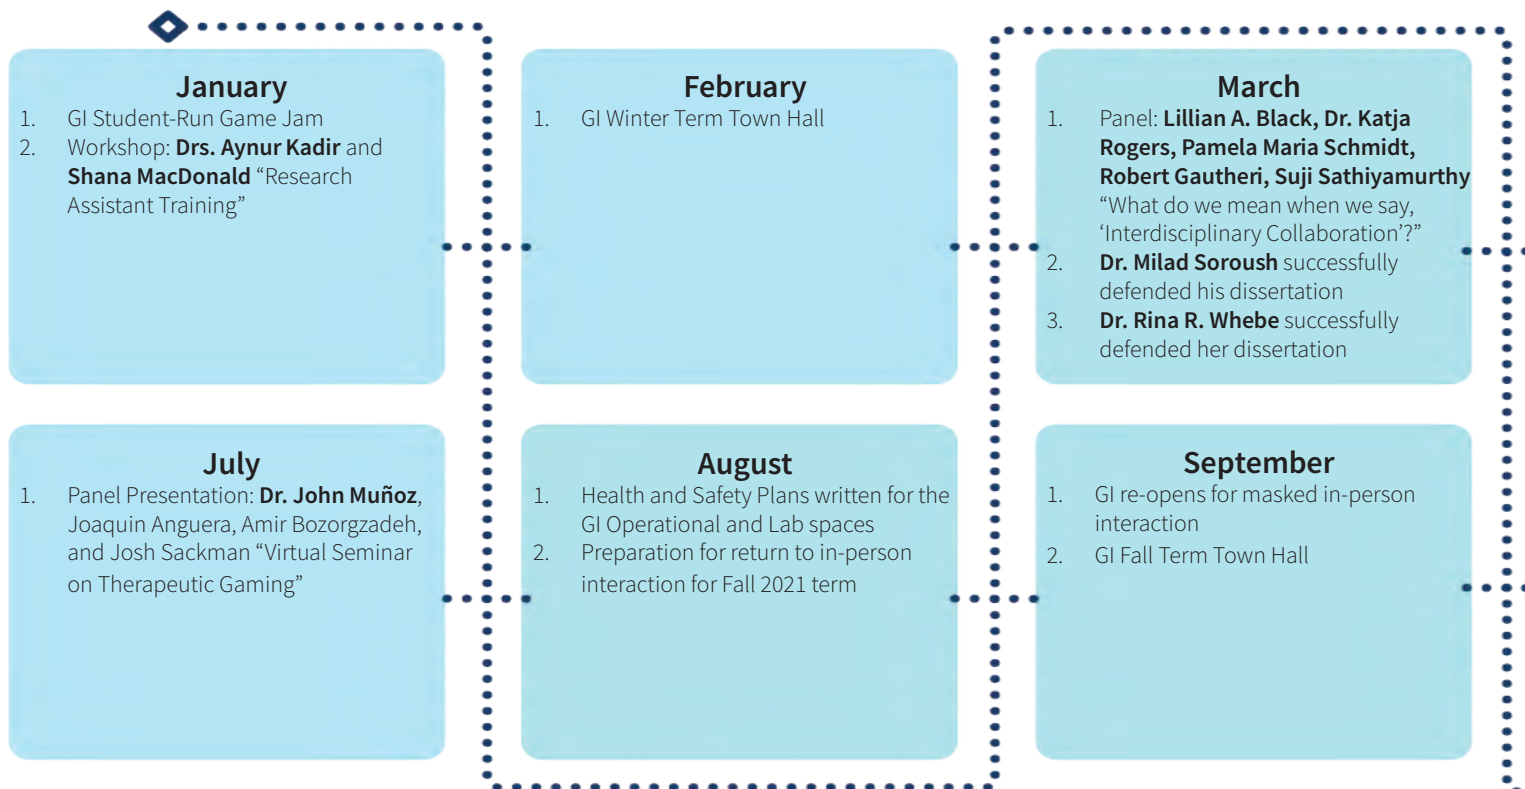 January
1. GI Student-Run Game Jam
2. Workshop: Drs. Aynur Kadir and
Shana MacDonald “Research
Assistant Training”
February
1. GI Winter Term Town Hall
March
1. Panel: Lillian A. Black, Dr. Katja
Rogers, Pamela Maria Schmidt,
Robert Gautheri, Suji Sathiyamurthy
“What do we mean when we say,
‘Interdisciplinary Collaboration’?”
2. Dr. Milad Soroush successfully
defended his dissertation
3. Dr. Rina R. Whebe successfully
defended her dissertation
July
1. Panel Presentation: Dr. John Muñoz,
Joaquin Anguera, Amir Bozorgzadeh,
and Josh Sackman “Virtual Seminar
on Therapeutic Gaming”
August
1. Health and Safety Plans written for the
GI Operational and Lab spaces
2. Preparation for return to in-person
interaction for Fall 2021 term
September
1. GI re-opens for masked in-person
interaction
2. GI Fall Term Town Hall